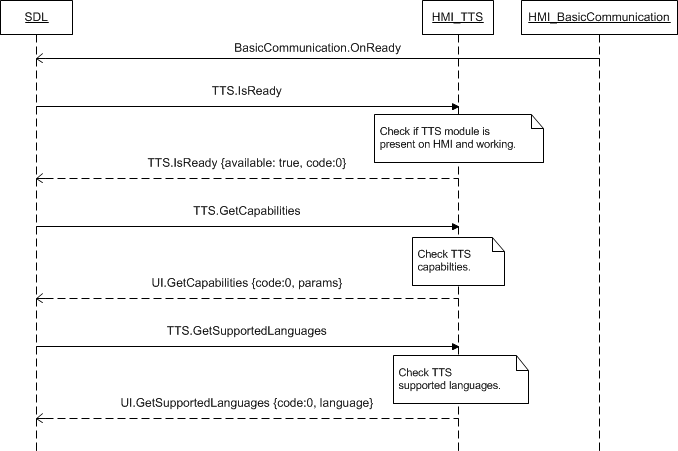 SDL
HMI_TTS
HMI_BasicCommunication
BasicCommunication.OnReady
TTS.IsReady
Check if TTS module is
present on HMI and working.
TTS.IsReady {available: true, code:0}
TTS.GetCapabilities
Check TTS
capabilties.
UI.GetCapabilities {code:0, params}
TTS.GetSupportedLanguages
Check TTS
supported languages.
UI.GetSupportedLanguages {code:0, language}